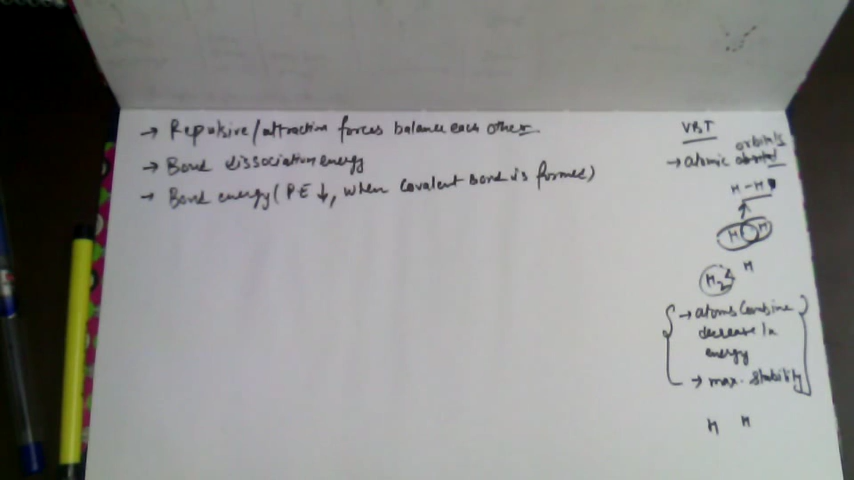 → Repulsive/attraction forces balance each other
→ Bond dissociation energy
→ Bond energy (PE ↓, when covalent bond is formed)
VBT
orbitals
→ atomic
H-H
H H
H2 H
→ atoms combine
decrease in
energy
→ max. stability
H H